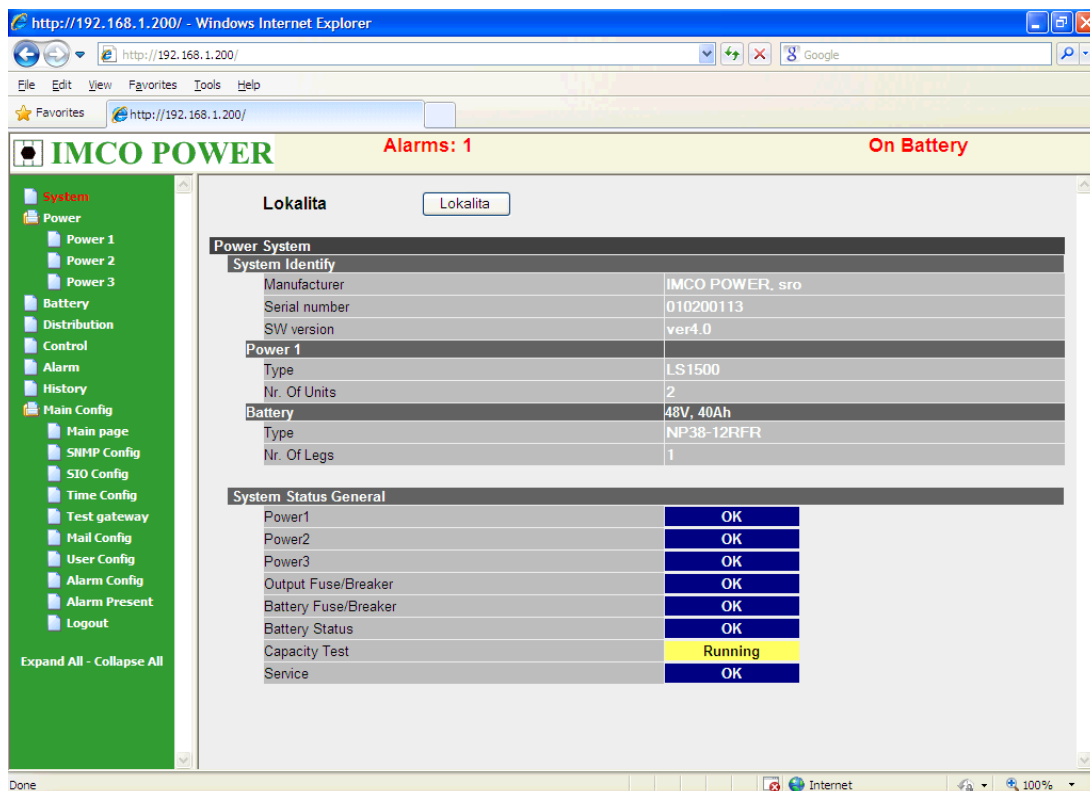 http://192.168.1.200/ - Windows Internet Explorer
http://192.168.1.200/
Google
File Edit View Favorites Tools Help
Favorites http://192.168.1.200/
IMCO POWER Alarms: 1 On Battery
System
Power
Power 1
Power 2
Power 3
Battery
Distribution
Control
Alarm
History
Main Config
Main page
SNMP Config
SIO Config
Time Config
Test gateway
Mail Config
User Config
Alarm Config
Alarm Present
Logout
Expand All - Collapse All
Lokalita Lokalita
Power System
System Identify
Manufacturer IMCO POWER, sro
Serial number 010200113
SW version ver4.0
Power 1
Type LS1500
Nr. Of Units 2
Battery 48V, 40Ah
Type NP38-12RFR
Nr. Of Legs 1
System Status General
Power1 OK
Power2 OK
Power3 OK
Output Fuse/Breaker OK
Battery Fuse/Breaker OK
Battery Status OK
Capacity Test Running
Service OK
Done Internet 100%